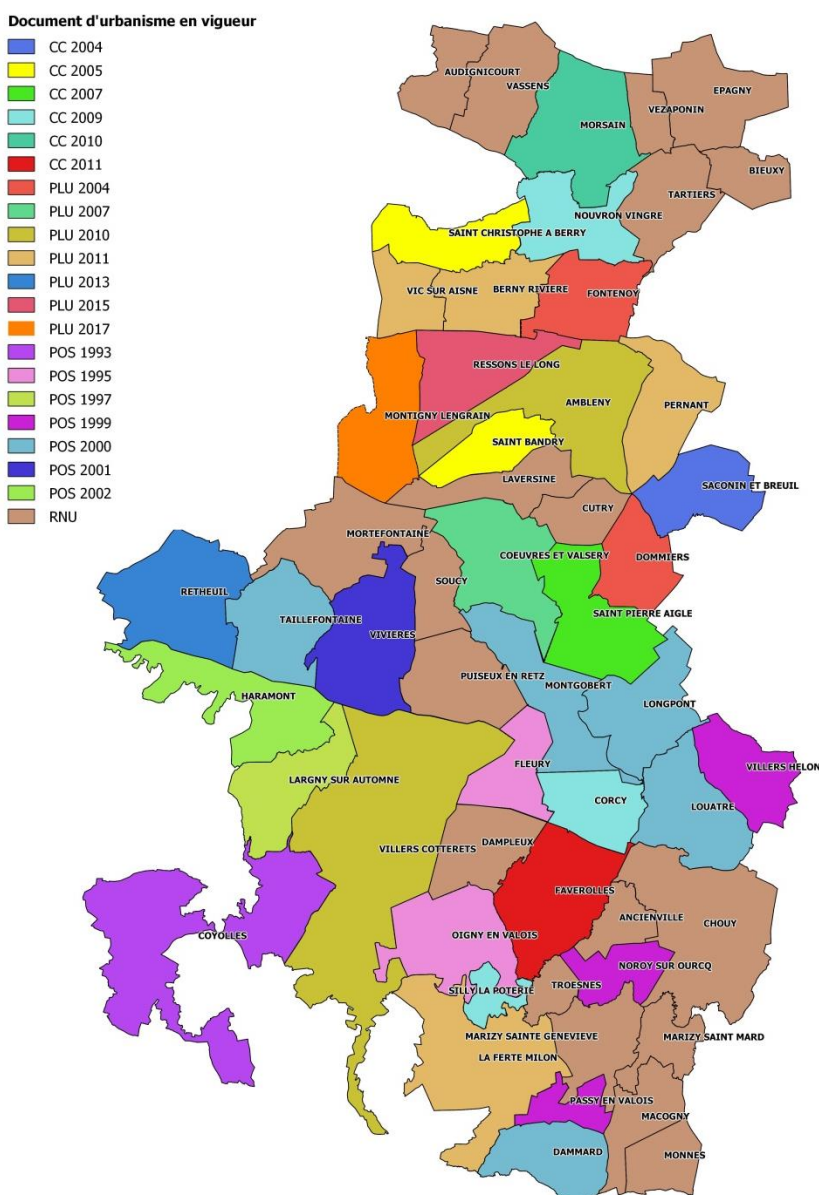 Document d'urbanisme en vigueur
CC 2004
CC 2005
CC 2007
CC 2009
CC 2010
CC 2011
PLU 2004
PLU 2007
PLU 2010
PLU 2011
PLU 2013
PLU 2015
PLU 2017
POS 1993
POS 1995
POS 1997
POS 1999
POS 2000
POS 2001
POS 2002
RNU
AUDIGNICOURT
VASSENS
EPAGNY
VEZAPONIN
MORSAIN
BIEUXY
TARTIERS
NOUVRON VINGRE
SAINT CHRISTOPHE A BERRY
VIC SUR AISNE
BERNY RIVIERE
FONTENOY
RESSONS LE LONG
AMBLENY
PERNANT
MONTIGNY LENGRAIN
SAINT BANDRY
LAVERSINE
SACONIN ET BREUIL
CUTRY
MORTEFONTAINE
COEUVRES ET VALSERY
DOMMIERS
SOUCY
RETHEUIL
SAINT PIERRE AIGLE
TAILLEFONTAINE
VIVIERES
PUISEUX EN RETZ
MONTGOBERT
HARAMONT
LONGPONT
FLEURY
VILLERS HELON
LARGNY SUR AUTOMNE
CORCY
LOUATRE
DAMPLEUX
VILLERS COTTERETS
FAVEROLLES
ANCIENVILLE
CHOUY
COYOLLES
OIGNY EN VALOIS
NOROY SUR OURCQ
TROESNES
SILLY LA POTERIE
MARIZY SAINTE GENEVIEVE
MARIZY SAINT MARD
LA FERTE MILON
PASSY EN VALOIS
MACOGNY
DAMMARD
MONNES